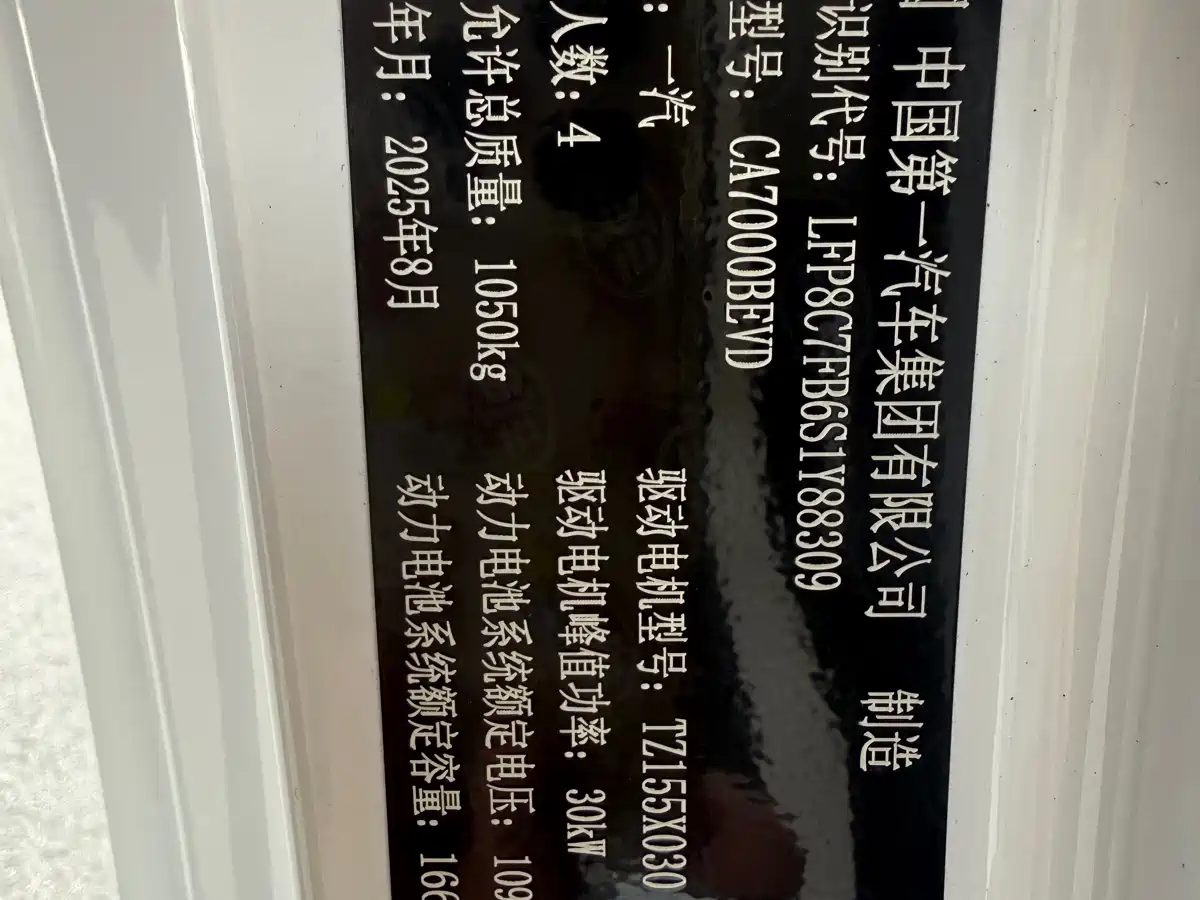 国 中国第一汽车集团有限公司 制造
识别代号: LFP8C7FB6S1Y88309
型号: CA7000BEVD
: 一汽 驱动电机型号: TZ155X030
人数: 4 驱动电机峰值功率: 30kW
允许总质量: 1050kg 动力电池系统额定电压: 109
年月: 2025年8月 动力电池系统额定容量: 166